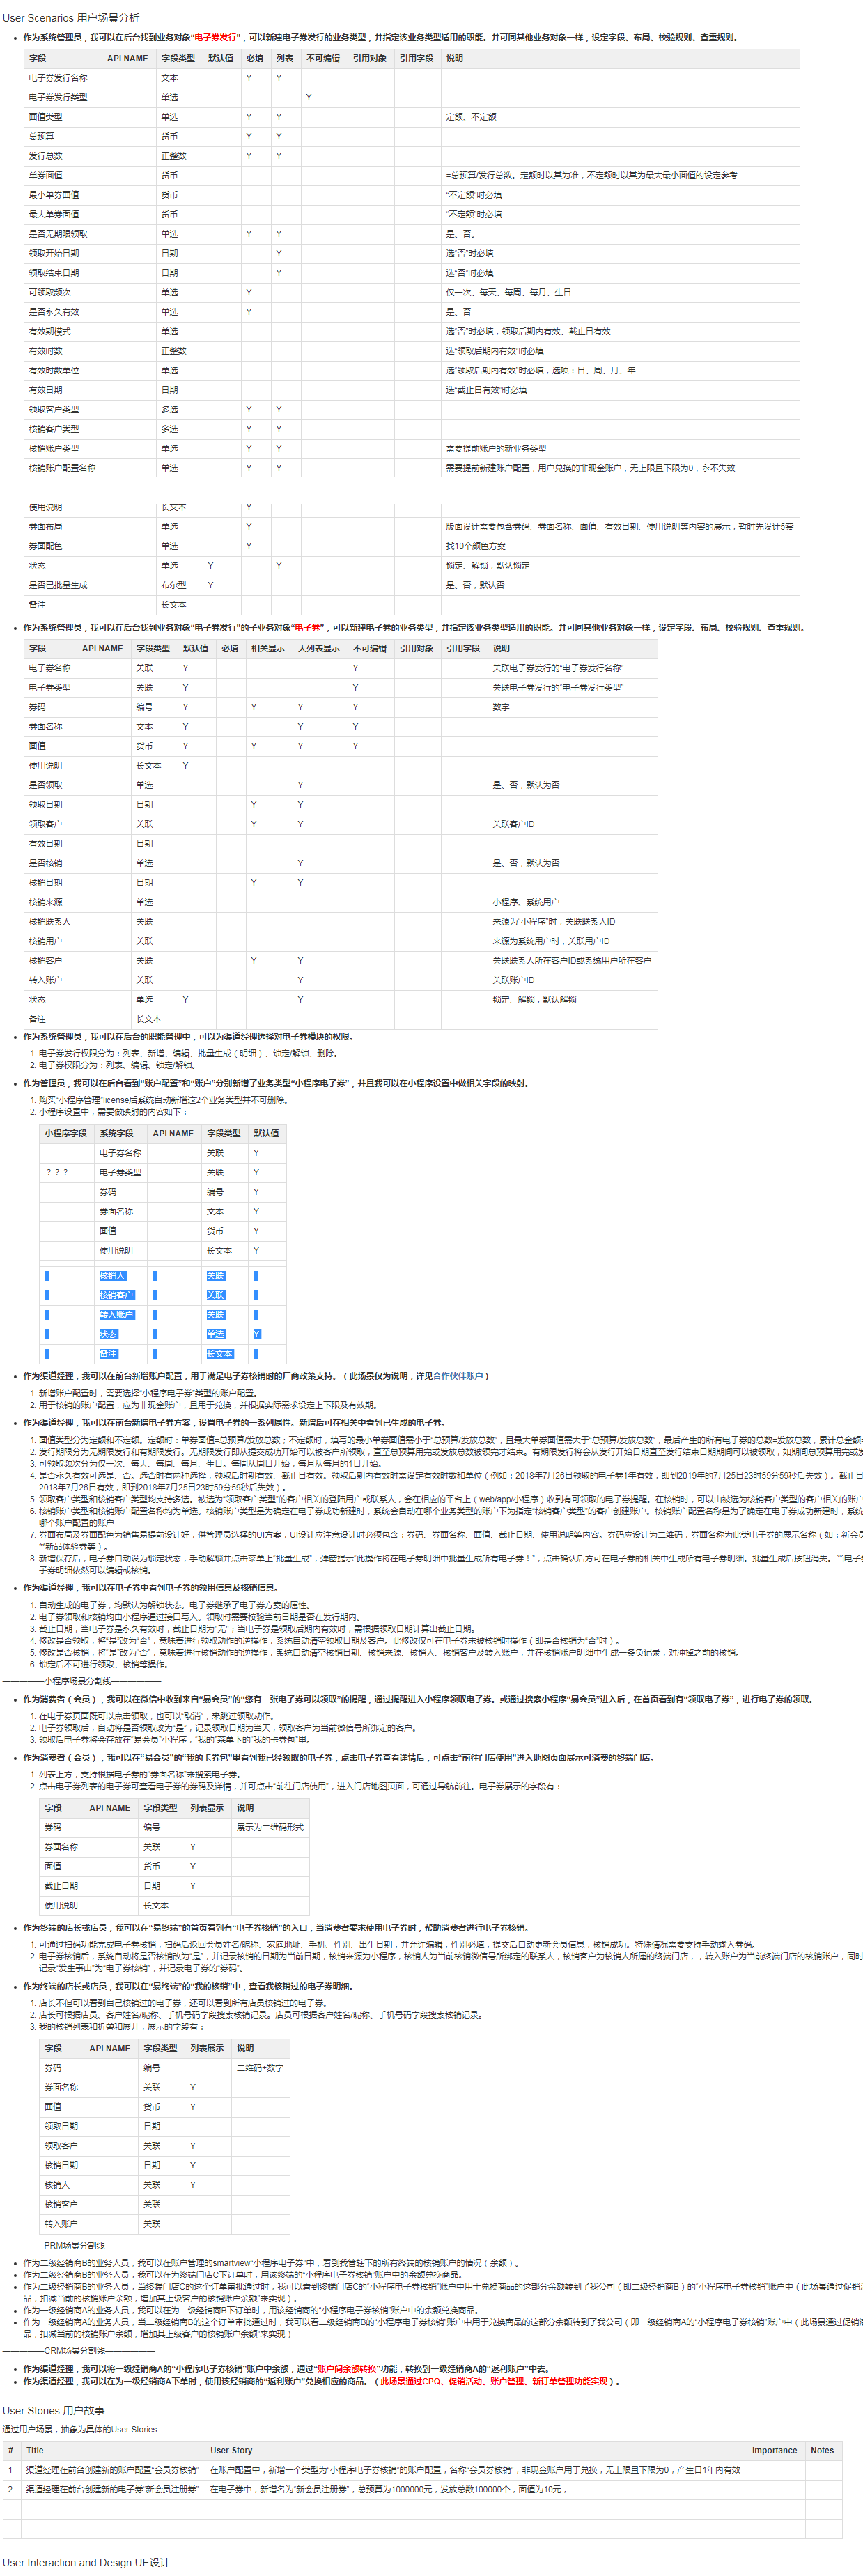 User Scenarios 用户场景分析
• 作为系统管理员，我可以在后台找到业务对象“电子券发行”，可以新建电子券发行的业务类型，并指定该业务类型适用的职能。并可同其他业务对象一样，设定字段、布局、校验规则、查重规则。
字段 API NAME 字段类型 默认值 必填 列表 不可编辑 引用对象 引用字段 说明
电子券发行名称 文本 Y Y
电子券发行类型 单选 Y
面值类型 单选 Y Y 定额、不定额
总预算 货币 Y Y
发行总数 正整数 Y Y
单券面值 货币 =总预算/发行总数。定额时以其为准，不定额时以其为最大最小面值的设定参考
最小单券面值 货币 “不定额”时必填
最大单券面值 货币 “不定额”时必填
是否无期限领取 单选 Y Y 是、否。
领取开始日期 日期 Y 选“否”时必填
领取结束日期 日期 Y 选“否”时必填
可领取频次 单选 Y 仅一次、每天、每周、每月、生日
是否永久有效 单选 Y 是、否
有效期模式 单选 选“否”时必填，领取后期内有效、截止日有效
有效时数 正整数 选“领取后期内有效”时必填
有效时数单位 单选 选“领取后期内有效”时必填，选项：日、周、月、年
有效日期 日期 选“截止日有效”时必填
领取客户类型 多选 Y Y
核销客户类型 多选 Y Y
核销账户类型 单选 Y Y 需要提前账户的新业务类型
核销账户配置名称 单选 Y Y 需要提前新建账户配置，用户兑换的非现金账户，无上限且下限为0，永不失效
使用说明 长文本 Y
券面布局 单选 Y 版面设计需要包含券码、券面名称、面值、有效日期、使用说明等内容的展示，暂时先设计5套
券面配色 单选 Y 找10个颜色方案
状态 单选 Y Y 锁定、解锁，默认锁定
是否已批量生成 布尔型 Y 是、否，默认否
备注 长文本
• 作为系统管理员，我可以在后台找到业务对象“电子券发行”的子业务对象“电子券”，可以新建电子券的业务类型，并指定该业务类型适用的职能。并可同其他业务对象一样，设定字段、布局、校验规则、查重规则。
字段 API NAME 字段类型 默认值 必填 相关显示 大列表显示 不可编辑 引用对象 引用字段 说明
电子券名称 关联 Y Y 关联电子券发行的“电子券发行名称”
电子券类型 关联 Y Y 关联电子券发行的“电子券发行类型”
券码 编号 Y Y Y Y 数字
券面名称 文本 Y Y Y
面值 货币 Y Y Y Y
使用说明 长文本 Y
是否领取 单选 Y 是、否，默认为否
领取日期 日期 Y Y
领取客户 关联 Y Y 关联客户ID
有效日期 日期
是否核销 单选 Y 是、否，默认为否
核销日期 日期 Y Y
核销来源 单选 小程序、系统用户
核销联系人 关联 来源为“小程序”时，关联联系人ID
核销用户 关联 来源为系统用户时，关联用户ID
核销客户 关联 Y Y 关联联系人所在客户ID或系统用户所在客户
转入账户 关联 Y 关联账户ID
状态 单选 Y Y 锁定、解锁，默认解锁
备注 长文本
• 作为系统管理员，我可以在后台的职能管理中，可以为渠道经理选择对电子券模块的权限。
1. 电子券发行权限分为：列表、新增、编辑、批量生成（明细）、锁定/解锁、删除。
2. 电子券权限分为：列表、编辑、锁定/解锁。
• 作为管理员，我可以在后台看到“账户配置”和“账户”分别新增了业务类型“小程序电子券”，并且我可以在小程序设置中做相关字段的映射。
1. 购买“小程序管理”license后系统自动新增这2个业务类型并不可删除。
2. 小程序设置中，需要做映射的内容如下：
小程序字段 系统字段 API NAME 字段类型 默认值
电子券名称 关联 Y
？？？ 电子券类型 关联 Y
券码 编号 Y
券面名称 文本 Y
面值 货币 Y
使用说明 长文本 Y
核销人 关联
核销客户 关联
转入账户 关联
状态 单选 Y
备注 长文本
• 作为渠道经理，我可以在前台新增账户配置，用于满足电子券核销时的厂商政策支持。（此场景仅为说明，详见合作伙伴账户）
1. 新增账户配置时，需要选择“小程序电子券”类型的账户配置。
2. 用于核销的账户配置，应为非现金账户，且用于兑换，并根据实际需求设定上下限及有效期。
• 作为渠道经理，我可以在前台新增电子券方案，设置电子券的一系列属性。新增后可在相关中看到已生成的电子券。
1. 面值类型分为定额和不定额。定额时：单券面值=总预算/发放总数；不定额时，填写的最小单券面值需小于“总预算/发放总数”，且最大单券面值需大于“总预算/发放总数”，最后产生的所有电子券的总数=发放总数，累计总金额=
2. 发行期限分为无期限发行和有期限发行。无期限发行即从提交成功开始可以被客户所领取，直至总预算用完或发放总数被领完才结束。有期限发行将会从发行开始日期直至发行结束日期期间可以被领取，如期间总预算用完或发
3. 可领取频次分为仅一次、每天、每周、每月、生日。每周从周日开始，每月从每月的1日开始。
4. 是否永久有效可选是、否。选否时有两种选择，领取后时期有效、截止日有效。领取后期内有效时需设定有效时数和单位（例如：2018年7月26日领取的电子券1年有效，即到2019年的7月25日23时59分59秒后失效）。截止日
2018年7月26日有效，即到2018年7月25日23时59分59秒后失效）。
5. 领取客户类型和核销客户类型均支持多选。被选为“领取客户类型”的客户相关的登陆用户或联系人，会在相应的平台上（web/app/小程序）收到有可领取的电子券提醒。在核销时，可以由被选为核销客户类型的客户相关的账户
6. 核销账户类型和核销账户配置名称均为单选。核销账户类型是为确定在电子券成功新建时，系统会自动在哪个业务类型的账户下为指定“核销客户类型”的客户创建账户。核销账户配置名称是为了确定在电子券成功新建时，系统
哪个账户配置的账户
7. 券面布局及券面配色为销售易提前设计好，供管理员选择的UI方案，UI设计应注意设计时必须包含：券码、券面名称、面值、截止日期、使用说明等内容。券码应设计为二维码，券面名称为此类电子券的展示名称（如：新会员
**新品体验券等）。
8. 新增保存后，电子券自动设为锁定状态，手动解锁并点击菜单上“批量生成”，弹窗提示“此操作将在电子券明细中批量生成所有电子券！”，点击确认后方可在电子券的相关中生成所有电子券明细。批量生成后按钮消失。当电子券
子券明细依然可以编辑或核销。
• 作为渠道经理，我可以在电子券中看到电子券的领用信息及核销信息。
1. 自动生成的电子券，均默认为解锁状态。电子券继承了电子券方案的属性。
2. 电子券领取和核销均由小程序通过接口写入。领取时需要校验当前日期是否在发行期内。
3. 截止日期，当电子券是永久有效时，截止日期为“无”；当电子券是领取后期内有效时，需根据领取日期计算出截止日期。
4. 修改是否领取，将“是”改为“否”，意味着进行领取动作的逆操作，系统自动清空领取日期及客户。此修改仅可在电子券未被核销时操作（即是否核销为“否”时）。
5. 修改是否核销，将“是”改为“否”，意味着进行核销动作的逆操作，系统自动清空核销日期、核销来源、核销人、核销客户及转入账户，并在核销账户明细中生成一条负记录，对冲掉之前的核销。
6. 锁定后不可进行领取、核销等操作。
—————小程序场景分割线——————
• 作为消费者（会员），我可以在微信中收到来自“易会员”的“您有一张电子券可以领取”的提醒，通过提醒进入小程序领取电子券。或通过搜索小程序“易会员”进入后，在首页看到有“领取电子券”，进行电子券的领取。
1. 在电子券页面既可以点击领取，也可以“取消”，来跳过领取动作。
2. 电子券领取后，自动将是否领取改为“是”，记录领取日期为当天，领取客户为当前微信号所绑定的客户。
3. 领取后电子券将会存放在“易会员”小程序，“我的”菜单下的“我的卡券包”里。
• 作为消费者（会员），我可以在“易会员”的“我的卡券包”里看到我已经领取的电子券，点击电子券查看详情后，可点击“前往门店使用”进入地图页面展示可消费的终端门店。
1. 列表上方，支持根据电子券的“券面名称”来搜索电子券。
2. 点击电子券列表的电子券可查看电子券的券码及详情，并可点击“前往门店使用”，进入门店地图页面，可通过导航前往。电子券展示的字段有：
字段 API NAME 字段类型 列表显示 说明
券码 编号 展示为二维码形式
券面名称 关联 Y
面值 货币 Y
截止日期 日期 Y
使用说明 长文本
• 作为终端的店长或店员，我可以在“易终端”的首页看到有“电子券核销”的入口，当消费者要求使用电子券时，帮助消费者进行电子券核销。
1. 可通过扫码功能完成电子券核销，扫码后返回会员姓名/昵称、家庭地址、手机、性别、出生日期，并允许编辑，性别必填，提交后自动更新会员信息，核销成功。特殊情况需要支持手动输入券码。
2. 电子券核销后，系统自动将是否核销改为“是”，并记录核销的日期为当前日期，核销来源为小程序，核销人为当前核销微信号所绑定的联系人，核销客户为核销人所属的终端门店，，转入账户为当前终端门店的核销账户，同时
记录“发生事由”为“电子券核销”，并记录电子券的“券码”。
• 作为终端的店长或店员，我可以在“易终端”的“我的核销”中，查看我核销过的电子券明细。
1. 店长不但可以看到自己核销过的电子券，还可以看到所有店员核销过的电子券。
2. 店长可根据店员、客户姓名/昵称、手机号码字段搜素核销记录。店员可根据客户姓名/昵称、手机号码字段搜索核销记录。
3. 我的核销列表和折叠和展开，展示的字段有：
字段 API NAME 字段类型 列表展示 说明
券码 编号 二维码+数字
券面名称 关联 Y
面值 货币 Y
领取日期 日期
领取客户 关联 Y
核销日期 日期 Y
核销人 关联 Y
核销客户 关联
转入账户 关联
—————PRM场景分割线——————
• 作为二级经销商B的业务人员，我可以在账户管理的smartview“小程序电子券”中，看到我管辖下的所有终端的核销账户的情况（余额）。
• 作为二级经销商B的业务人员，我可以在为终端门店C下订单时，用该终端的“小程序电子券核销”账户中的余额兑换商品。
• 作为二级经销商B的业务人员，当终端门店C的这个订单审批通过时，我可以看到终端门店C的“小程序电子券核销”账户中用于兑换商品的这部分余额转到了我公司（即二级经销商B）的“小程序电子券核销”账户中（此场景通过促销活
品，扣减当前的核销账户余额，增加其上级客户的核销账户余额“来实现）。
• 作为一级经销商A的业务人员，我可以在为二级经销商B下订单时，用该经销商的“小程序电子券核销”账户中的余额兑换商品。
• 作为一级经销商A的业务人员，当二级经销商B的这个订单审批通过时，我可以看二级经销商B的“小程序电子券核销”账户中用于兑换商品的这部分余额转到了我公司（即一级经销商A的“小程序电子券核销”账户中（此场景通过促销活
品，扣减当前的核销账户余额，增加其上级客户的核销账户余额“来实现）
—————CRM场景分割线——————
• 作为渠道经理，我可以将一级经销商A的“小程序电子券核销”账户中余额，通过“账户间余额转换”功能，转换到一级经销商A的“返利账户”中去。
• 作为渠道经理，我可以在为一级经销商A下单时，使用该经销商的“返利账户”兑换相应的商品。（此场景通过CPQ、促销活动、账户管理、新订单管理功能实现）。
User Stories 用户故事
通过用户场景，抽象为具体的User Stories.
# Title User Story Importance Notes
1 渠道经理在前台创建新的账户配置“会员券核销” 在账户配置中，新增一个类型为“小程序电子券核销”的账户配置，名称“会员券核销”，非现金账户用于兑换，无上限且下限为0，产生日1年内有效
2 渠道经理在前台创建新的电子券“新会员注册券” 在电子券中，新增名为“新会员注册券”，总预算为1000000元，发放总数100000个，面值为10元，
User Interaction and Design UE设计